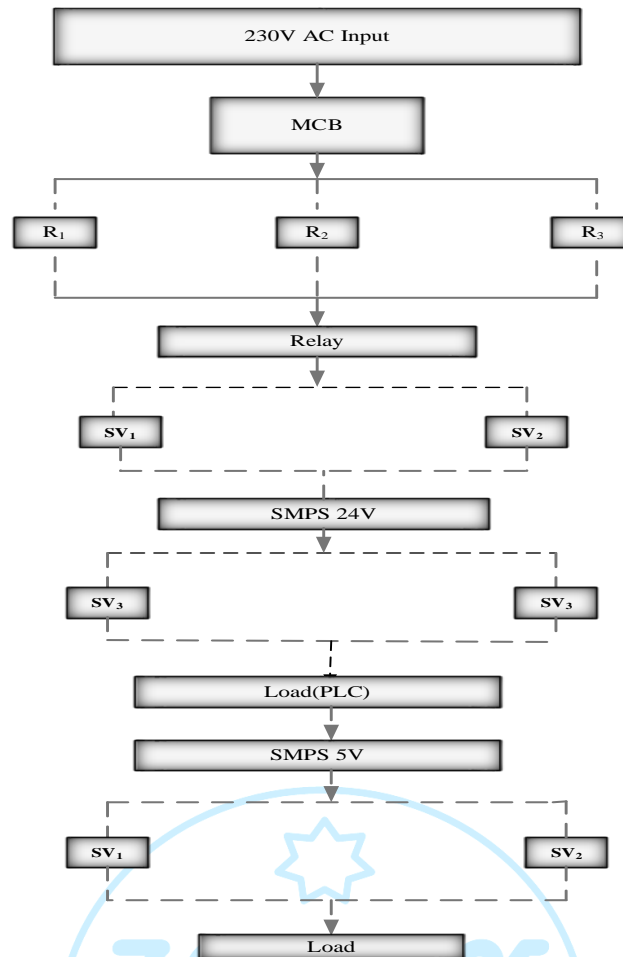 230V AC Input
MCB
R₁ R₂ R₃
Relay
SV₁ SV₂
SMPS 24V
SV₃ SV₃
Load(PLC)
SMPS 5V
SV₁ SV₂
Load